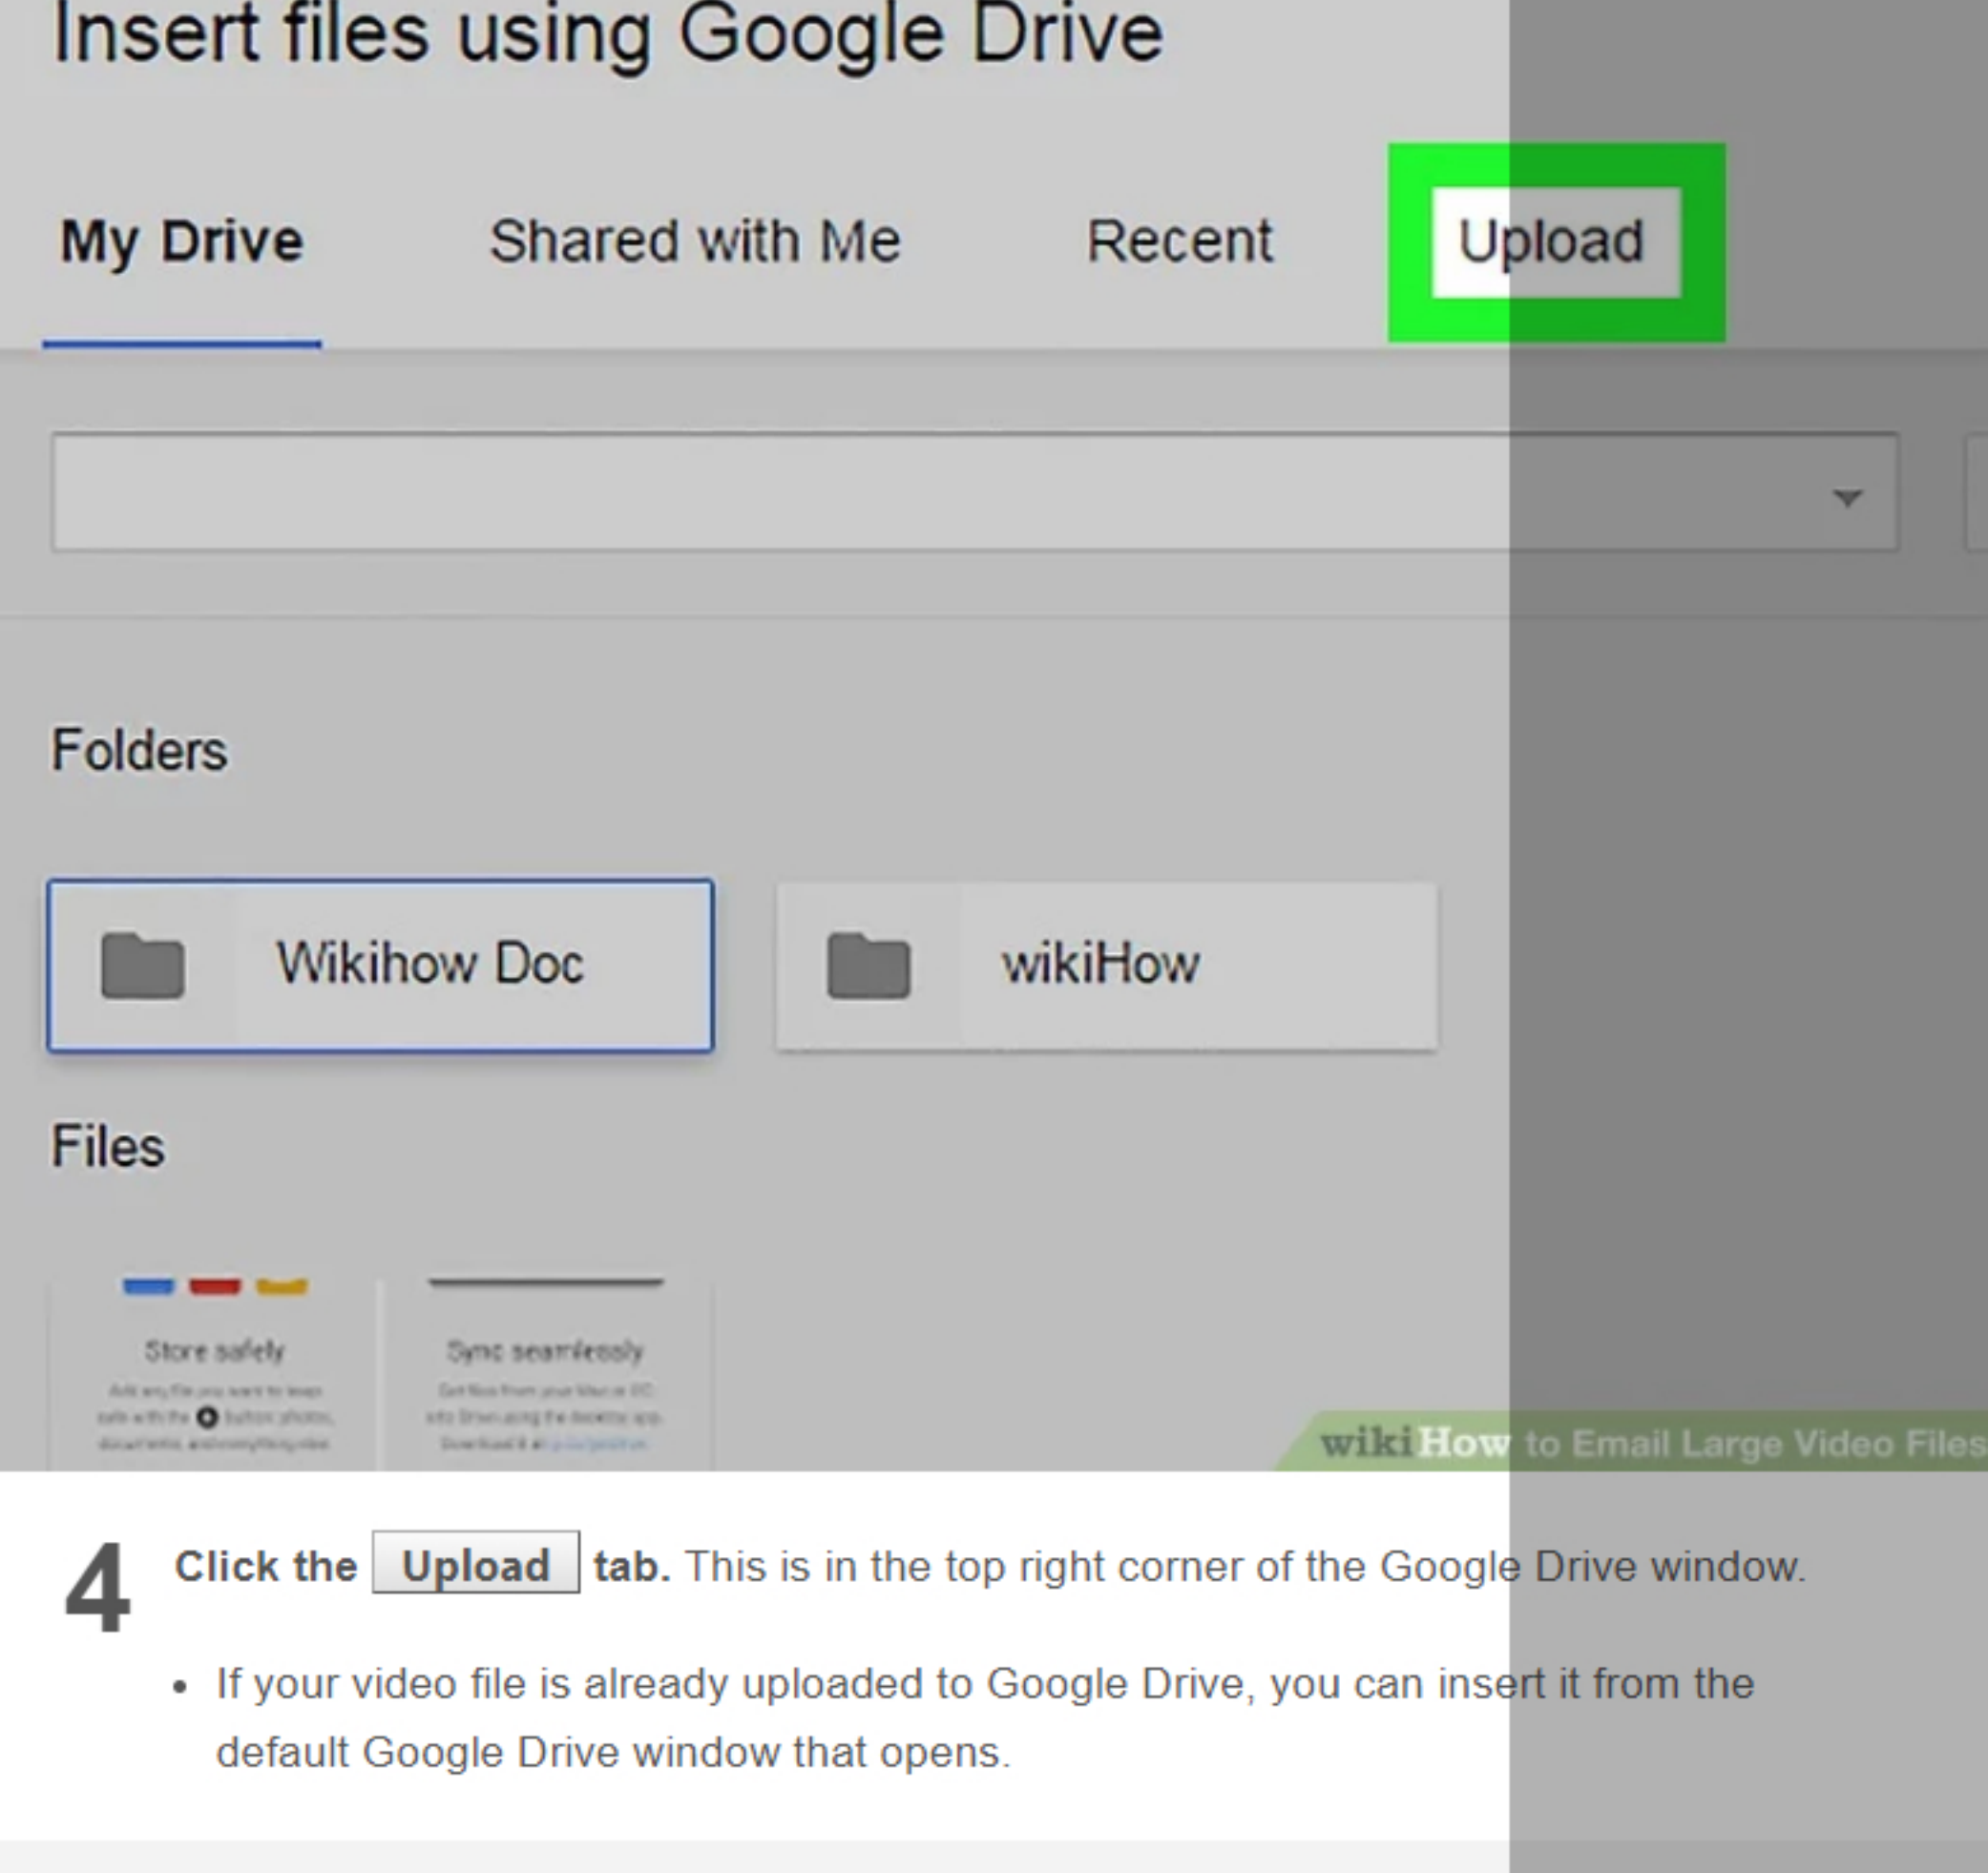 Insert files using Google Drive
My Drive Shared with Me Recent Upload
Folders
Wikihow Doc wikiHow
Files
Store safely Sync seamlessly
wikiHow to Email Large Video Files
4 Click the Upload tab. This is in the top right corner of the Google Drive window.
• If your video file is already uploaded to Google Drive, you can insert it from the
default Google Drive window that opens.